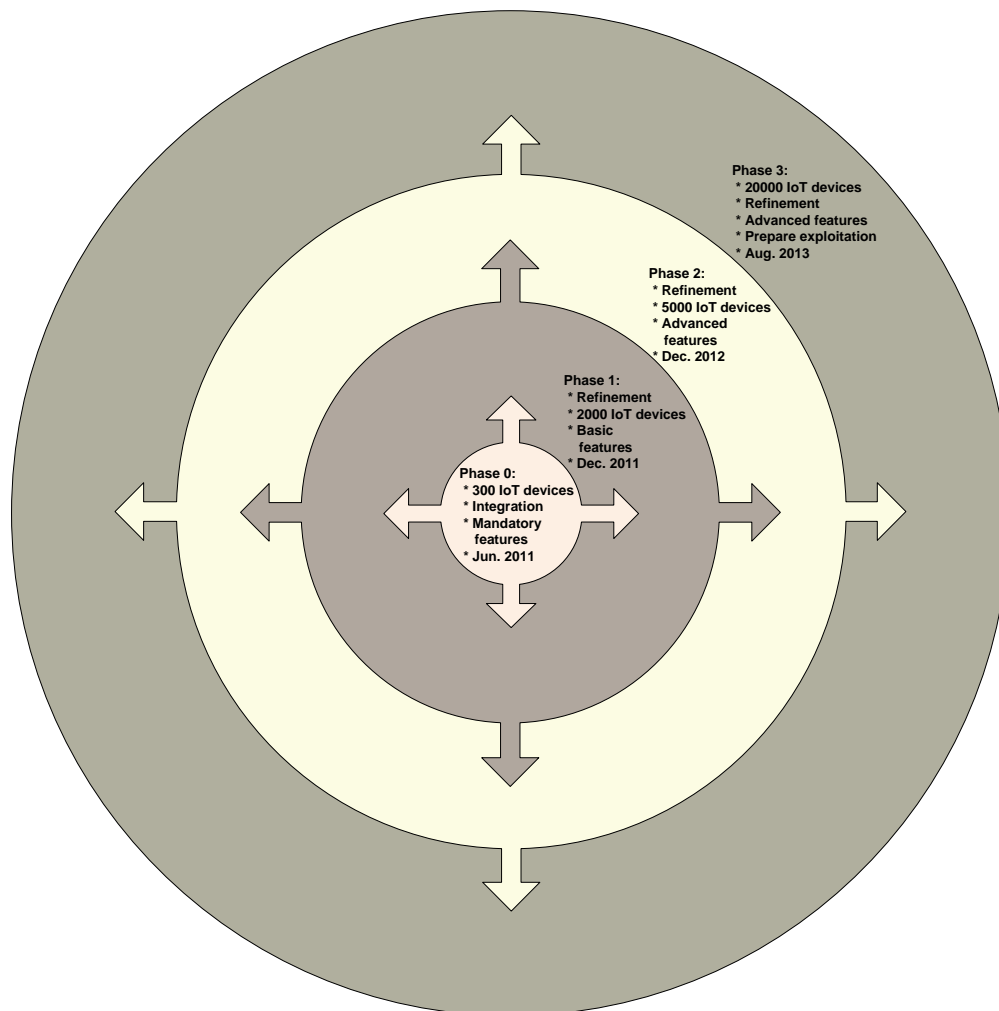 Phase 3:
* 20000 IoT devices
* Refinement
* Advanced features
* Prepare exploitation
* Aug. 2013
Phase 2:
* Refinement
* 5000 IoT devices
* Advanced
features
* Dec. 2012
Phase 1:
* Refinement
* 2000 IoT devices
* Basic
features
* Dec. 2011
Phase 0:
* 300 IoT devices
* Integration
* Mandatory
features
* Jun. 2011